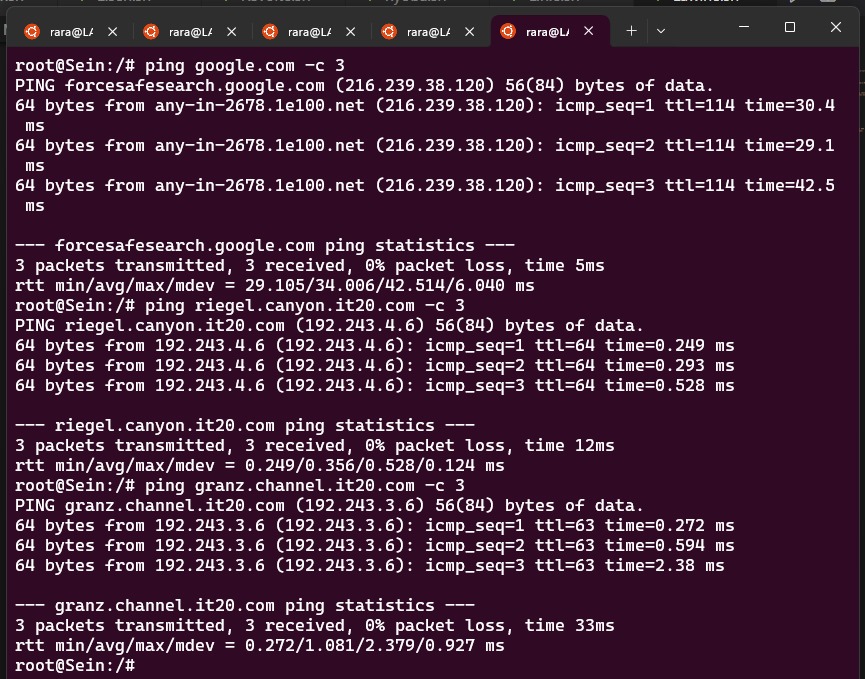 rara@LA
rara@LA
rara@LA
rara@LA
rara@LA
root@Sein:/# ping google.com -c 3
PING forcesafesearch.google.com (216.239.38.120) 56(84) bytes of data.
64 bytes from any-in-2678.1e100.net (216.239.38.120): icmp_seq=1 ttl=114 time=30.4
ms
64 bytes from any-in-2678.1e100.net (216.239.38.120): icmp_seq=2 ttl=114 time=29.1
ms
64 bytes from any-in-2678.1e100.net (216.239.38.120): icmp_seq=3 ttl=114 time=42.5
ms
--- forcesafesearch.google.com ping statistics ---
3 packets transmitted, 3 received, 0% packet loss, time 5ms
rtt min/avg/max/mdev = 29.105/34.006/42.514/6.040 ms
root@Sein:/# ping riegel.canyon.it20.com -c 3
PING riegel.canyon.it20.com (192.243.4.6) 56(84) bytes of data.
64 bytes from 192.243.4.6 (192.243.4.6): icmp_seq=1 ttl=64 time=0.249 ms
64 bytes from 192.243.4.6 (192.243.4.6): icmp_seq=2 ttl=64 time=0.293 ms
64 bytes from 192.243.4.6 (192.243.4.6): icmp_seq=3 ttl=64 time=0.528 ms
--- riegel.canyon.it20.com ping statistics ---
3 packets transmitted, 3 received, 0% packet loss, time 12ms
rtt min/avg/max/mdev = 0.249/0.356/0.528/0.124 ms
root@Sein:/# ping granz.channel.it20.com -c 3
PING granz.channel.it20.com (192.243.3.6) 56(84) bytes of data.
64 bytes from 192.243.3.6 (192.243.3.6): icmp_seq=1 ttl=63 time=0.272 ms
64 bytes from 192.243.3.6 (192.243.3.6): icmp_seq=2 ttl=63 time=0.594 ms
64 bytes from 192.243.3.6 (192.243.3.6): icmp_seq=3 ttl=63 time=2.38 ms
--- granz.channel.it20.com ping statistics ---
3 packets transmitted, 3 received, 0% packet loss, time 33ms
rtt min/avg/max/mdev = 0.272/1.081/2.379/0.927 ms
root@Sein:/#